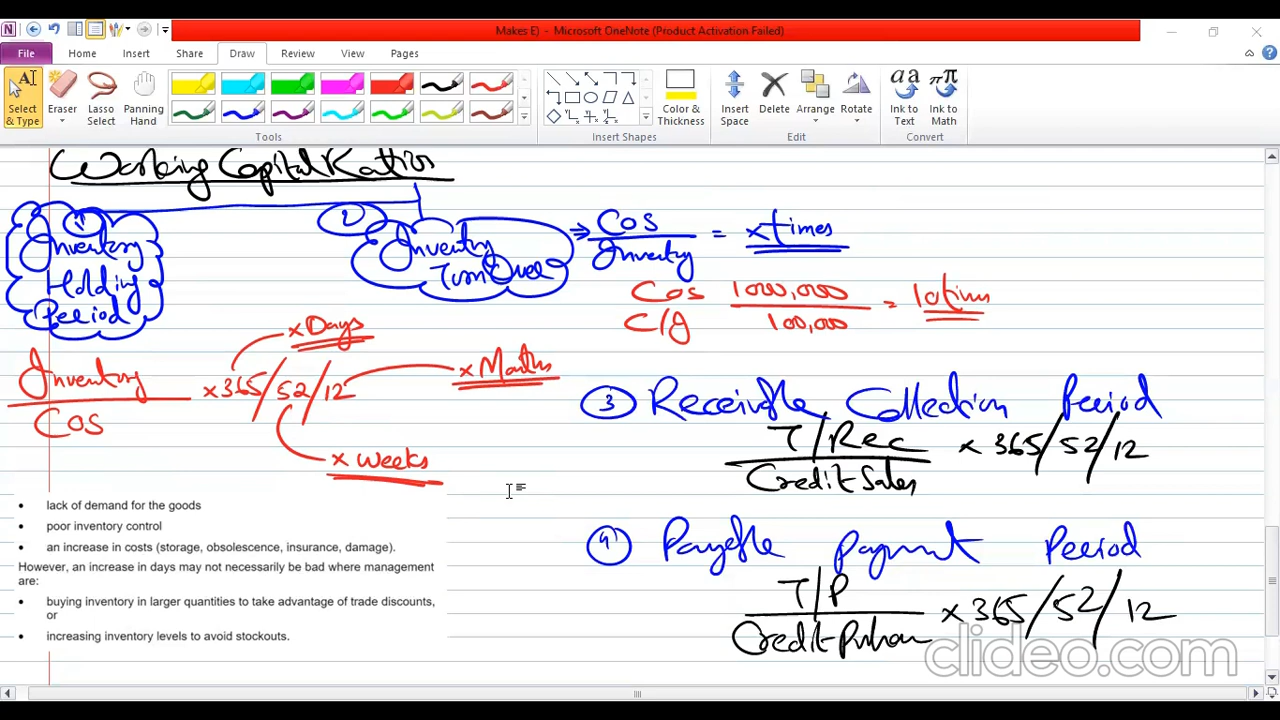 Makes E) - Microsoft OneNote (Product Activation Failed)
File Home Insert Share Draw Review View Pages
Select & Type
Eraser
Lasso Select
Panning Hand
Color & Thickness
Insert Space
Delete
Arrange
Rotate
Ink to Text
Ink to Math
Tools
Insert Shapes
Edit
Convert
Working Capital Ratios
1
Inventory
Holding
Period
2
Inventory
TurnOver
⇒ COS / Inventory = x times
Cos 1000,000
C/g 100,000
= 10 times
Inventory
COS
x 365/52/12
x Days
x Months
x weeks
3 Receivable Collection Period
T/Rec
Credit Sales
x 365/52/12
4 Payable Payment Period
T/P
Credit
x 365/52/12
• lack of demand for the goods
• poor inventory control
• an increase in costs (storage, obsolescence, insurance, damage).
However, an increase in days may not necessarily be bad where management
are:
• buying inventory in larger quantities to take advantage of trade discounts,
or
• increasing inventory levels to avoid stockouts.
clideo.com